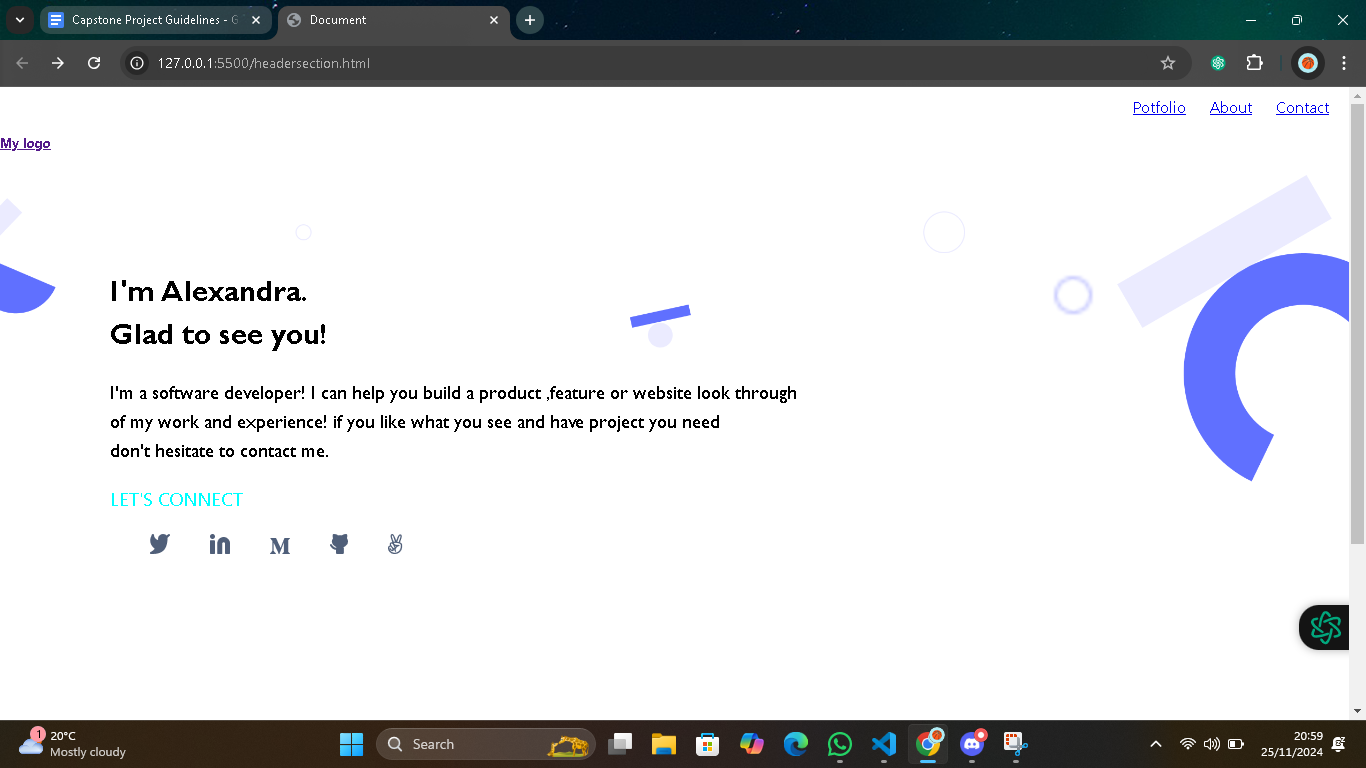 Capstone Project Guidelines - G
Document
127.0.0.1:5500/headersection.html
Potfolio About Contact
My logo
I'm Alexandra.
Glad to see you!
I'm a software developer! I can help you build a product ,feature or website look through
of my work and experience! if you like what you see and have project you need
don't hesitate to contact me.
LET'S CONNECT
1
20°C
Mostly cloudy
Search
20:59
25/11/2024